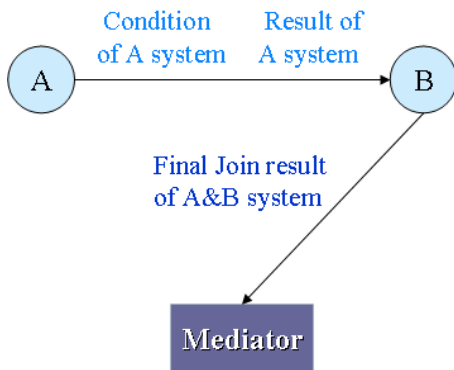 Condition
of A system
Result of
A system
A
B
Final Join result
of A&B system
Mediator